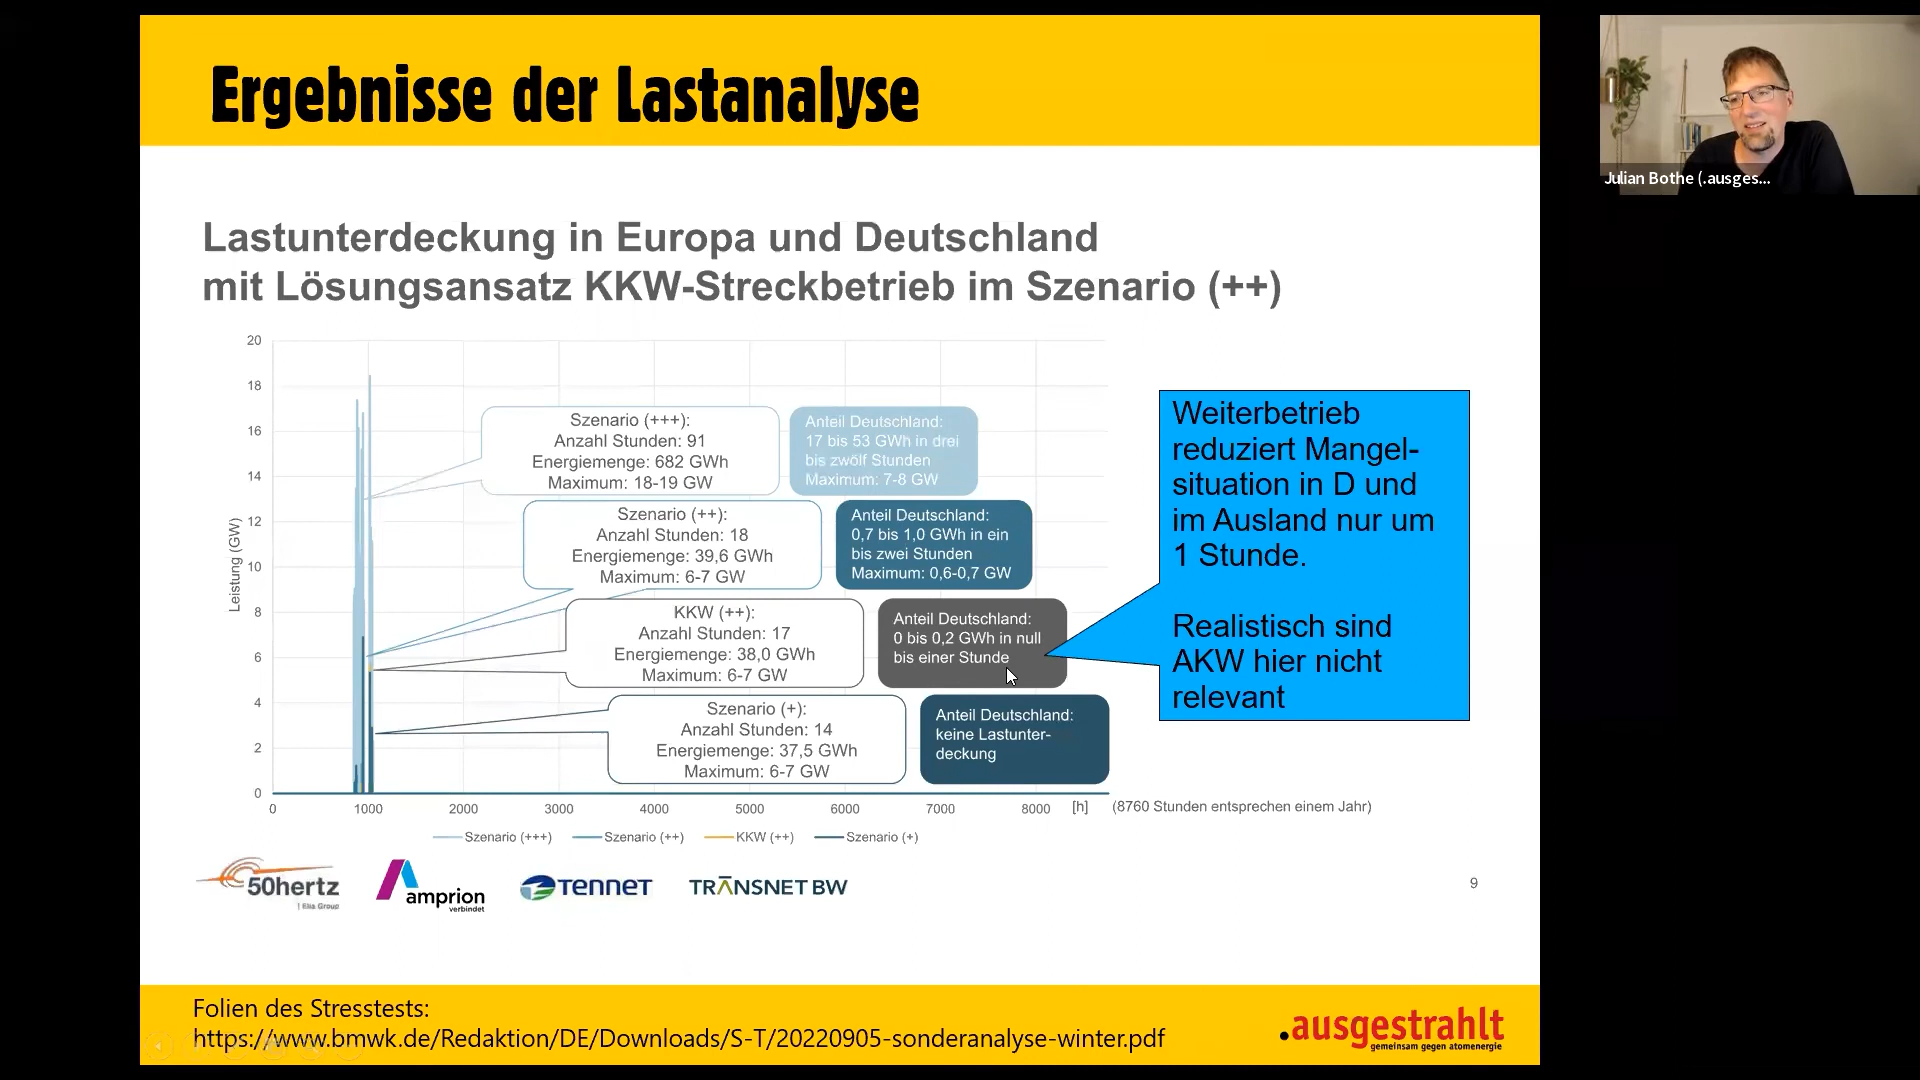 Ergebnisse der Lastanalyse
Julian Bothe (.ausges...
Lastunterdeckung in Europa und Deutschland
mit Lösungsansatz KKW-Streckbetrieb im Szenario (++)
Leistung (GW)
20
18
16
14
12
10
8
6
4
2
0
Szenario (+++):
Anzahl Stunden: 91
Energiemenge: 682 GWh
Maximum: 18-19 GW
Anteil Deutschland:
17 bis 53 GWh in drei
bis zwölf Stunden
Maximum: 7-8 GW
Szenario (++):
Anzahl Stunden: 18
Energiemenge: 39,6 GWh
Maximum: 6-7 GW
Anteil Deutschland:
0,7 bis 1,0 GWh in ein
bis zwei Stunden
Maximum: 0,6-0,7 GW
KKW (++):
Anzahl Stunden: 17
Energiemenge: 38,0 GWh
Maximum: 6-7 GW
Anteil Deutschland:
0 bis 0,2 GWh in null
bis einer Stunde
Szenario (+):
Anzahl Stunden: 14
Energiemenge: 37,5 GWh
Maximum: 6-7 GW
Anteil Deutschland:
keine Lastunter-
deckung
Weiterbetrieb
reduziert Mangel-
situation in D und
im Ausland nur um
1 Stunde.
Realistisch sind
AKW hier nicht
relevant
0 1000 2000 3000 4000 5000 6000 7000 8000 [h] (8760 Stunden entsprechen einem Jahr)
Szenario (+++) Szenario (++) KKW (++) Szenario (+)
50hertz
Elia Group
amprion
verbindet
TENNET
TRANSNET BW
9
Folien des Stresstests:
https://www.bmwk.de/Redaktion/DE/Downloads/S-T/20220905-sonderanalyse-winter.pdf
.ausgestrahlt
gemeinsam gegen atomenergie